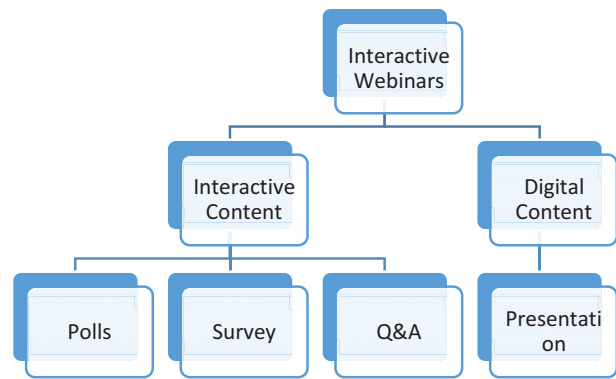 Interactive
Webinars
Interactive
Content
Digital
Content
Polls
Survey
Q&A
Presentati
on